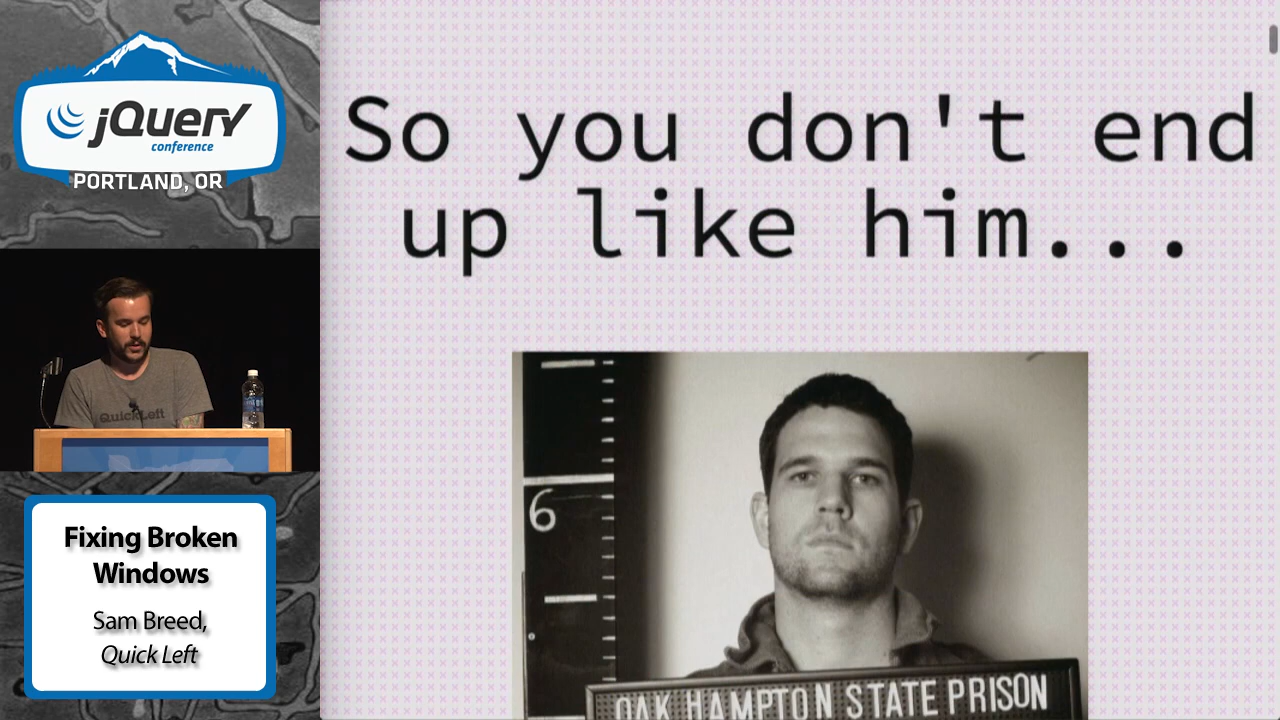 jQuery
conference
PORTLAND, OR
QuickLeft
Fixing Broken
Windows
Sam Breed,
Quick Left
So you don't end
up like him...
6
OAK HAMPTON STATE PRISON